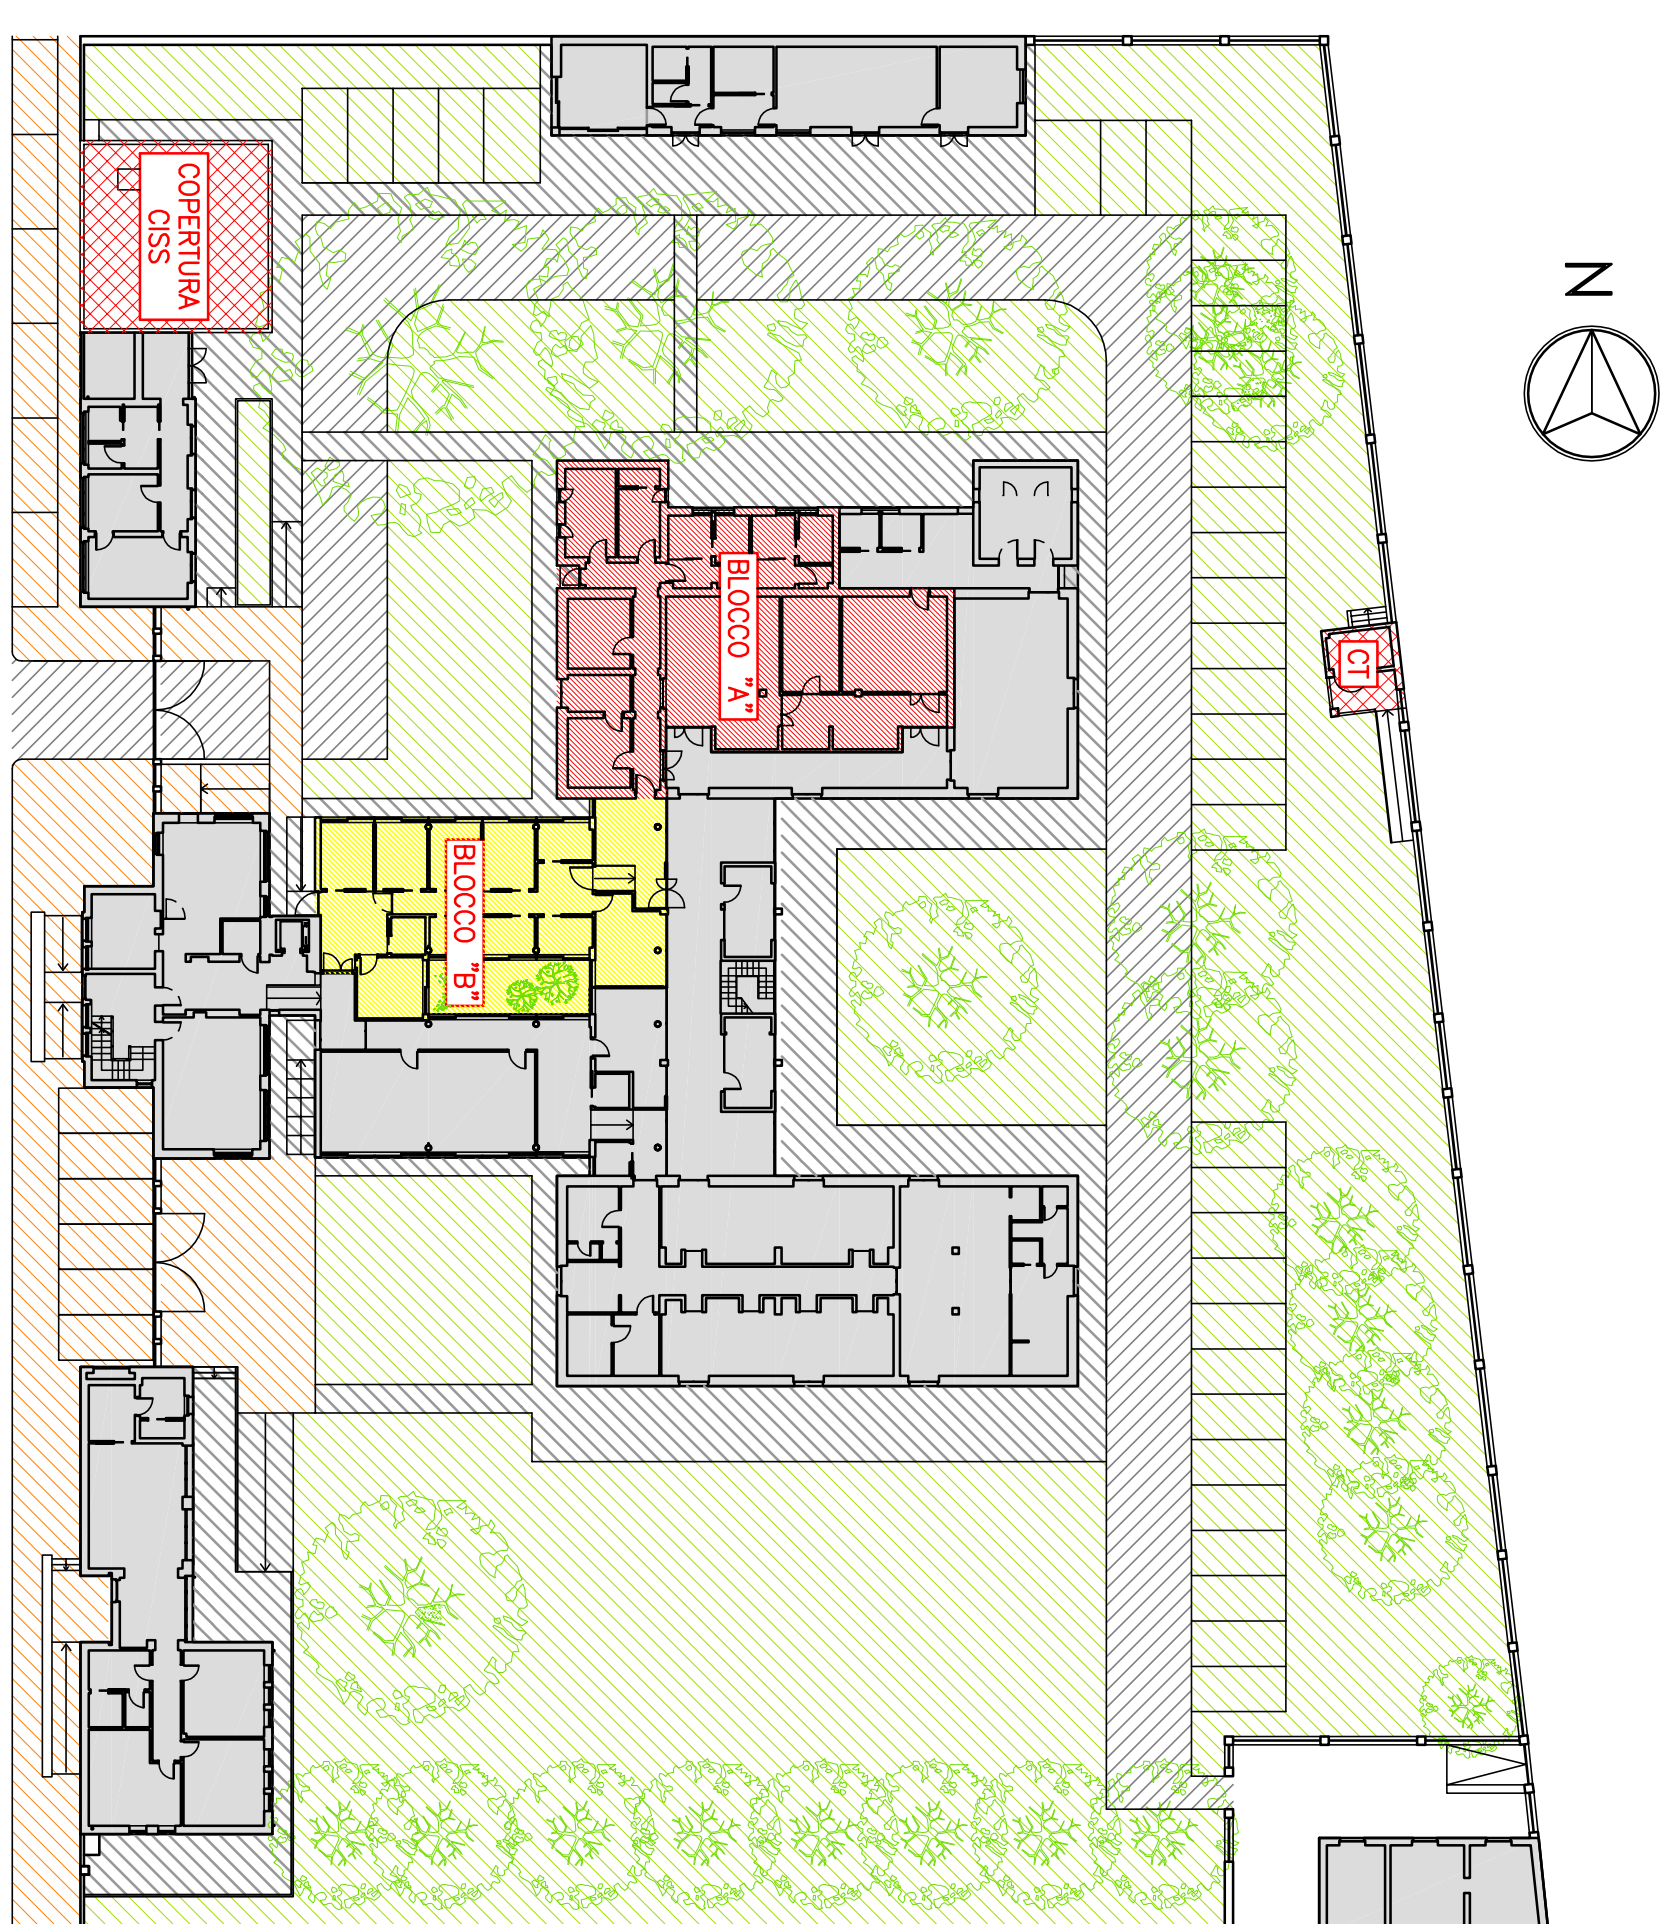 COPERTURA
CISS
N
BLOCCO "A"
CT
BLOCCO "B"